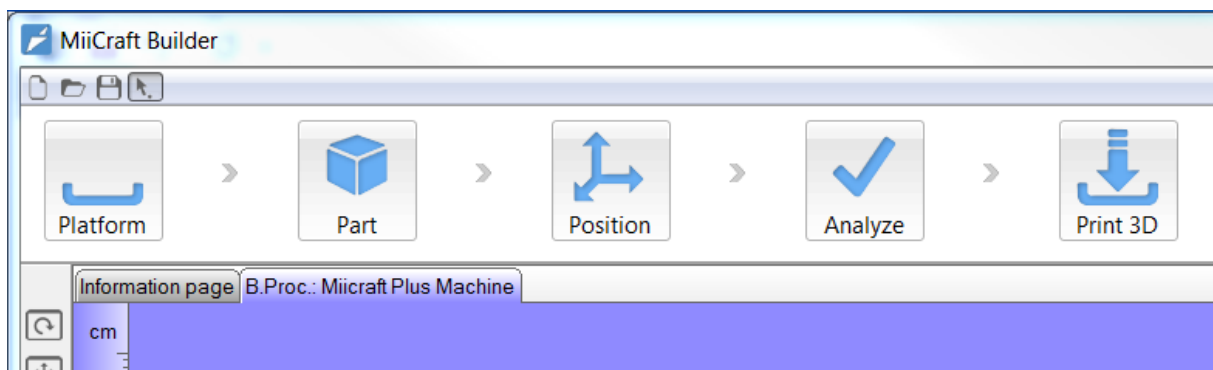 MiiCraft Builder
Platform
Part
Position
Analyze
Print 3D
Information page
B.Proc.: Miicraft Plus Machine
cm